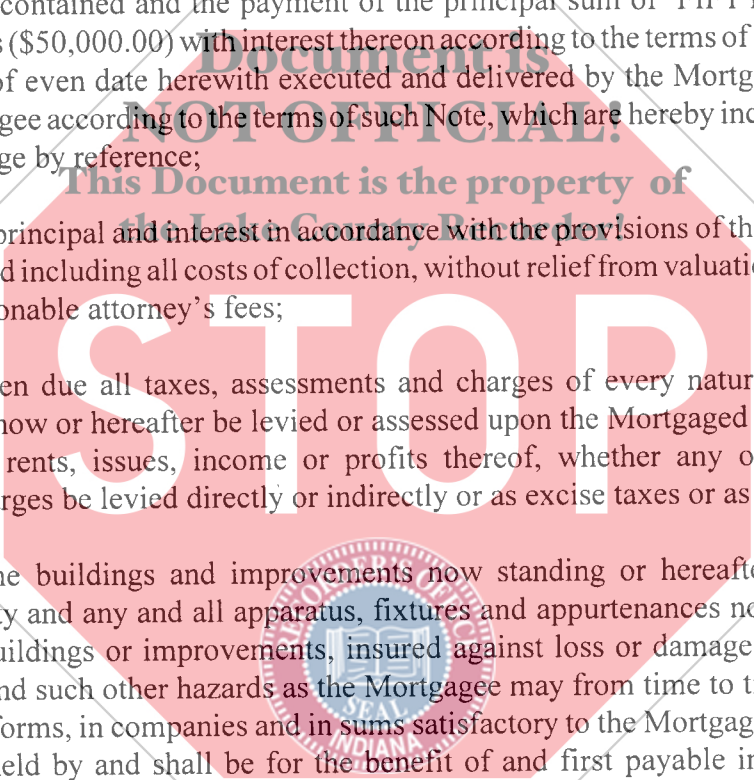 contained and the payment of the principal sum of
s ($50,000.00) with interest thereon according to the terms of
of even date herewith executed and delivered by the Mortg
gee according to the terms of such Note, which are hereby inc
ge by reference;
Document is
NOT OFFICIAL!
This Document is the property of
the Lake County Recorder!
principal and interest in accordance with the provisions of th
d including all costs of collection, without relief from valuati
onable attorney's fees;
STOP
en due all taxes, assessments and charges of every natur
now or hereafter be levied or assessed upon the Mortgaged
rents, issues, income or profits thereof, whether any o
rges be levied directly or indirectly or as excise taxes or as
ne buildings and improvements now standing or hereafte
ty and any and all apparatus, fixtures and appurtenances no
uildings or improvements, insured against loss or damage
nd such other hazards as the Mortgagee may from time to t
forms, in companies and in sums satisfactory to the Mortgag
eld by and shall be for the benefit of and first payable i
RECORDER'S OFFICE
SEAL
INDIANA